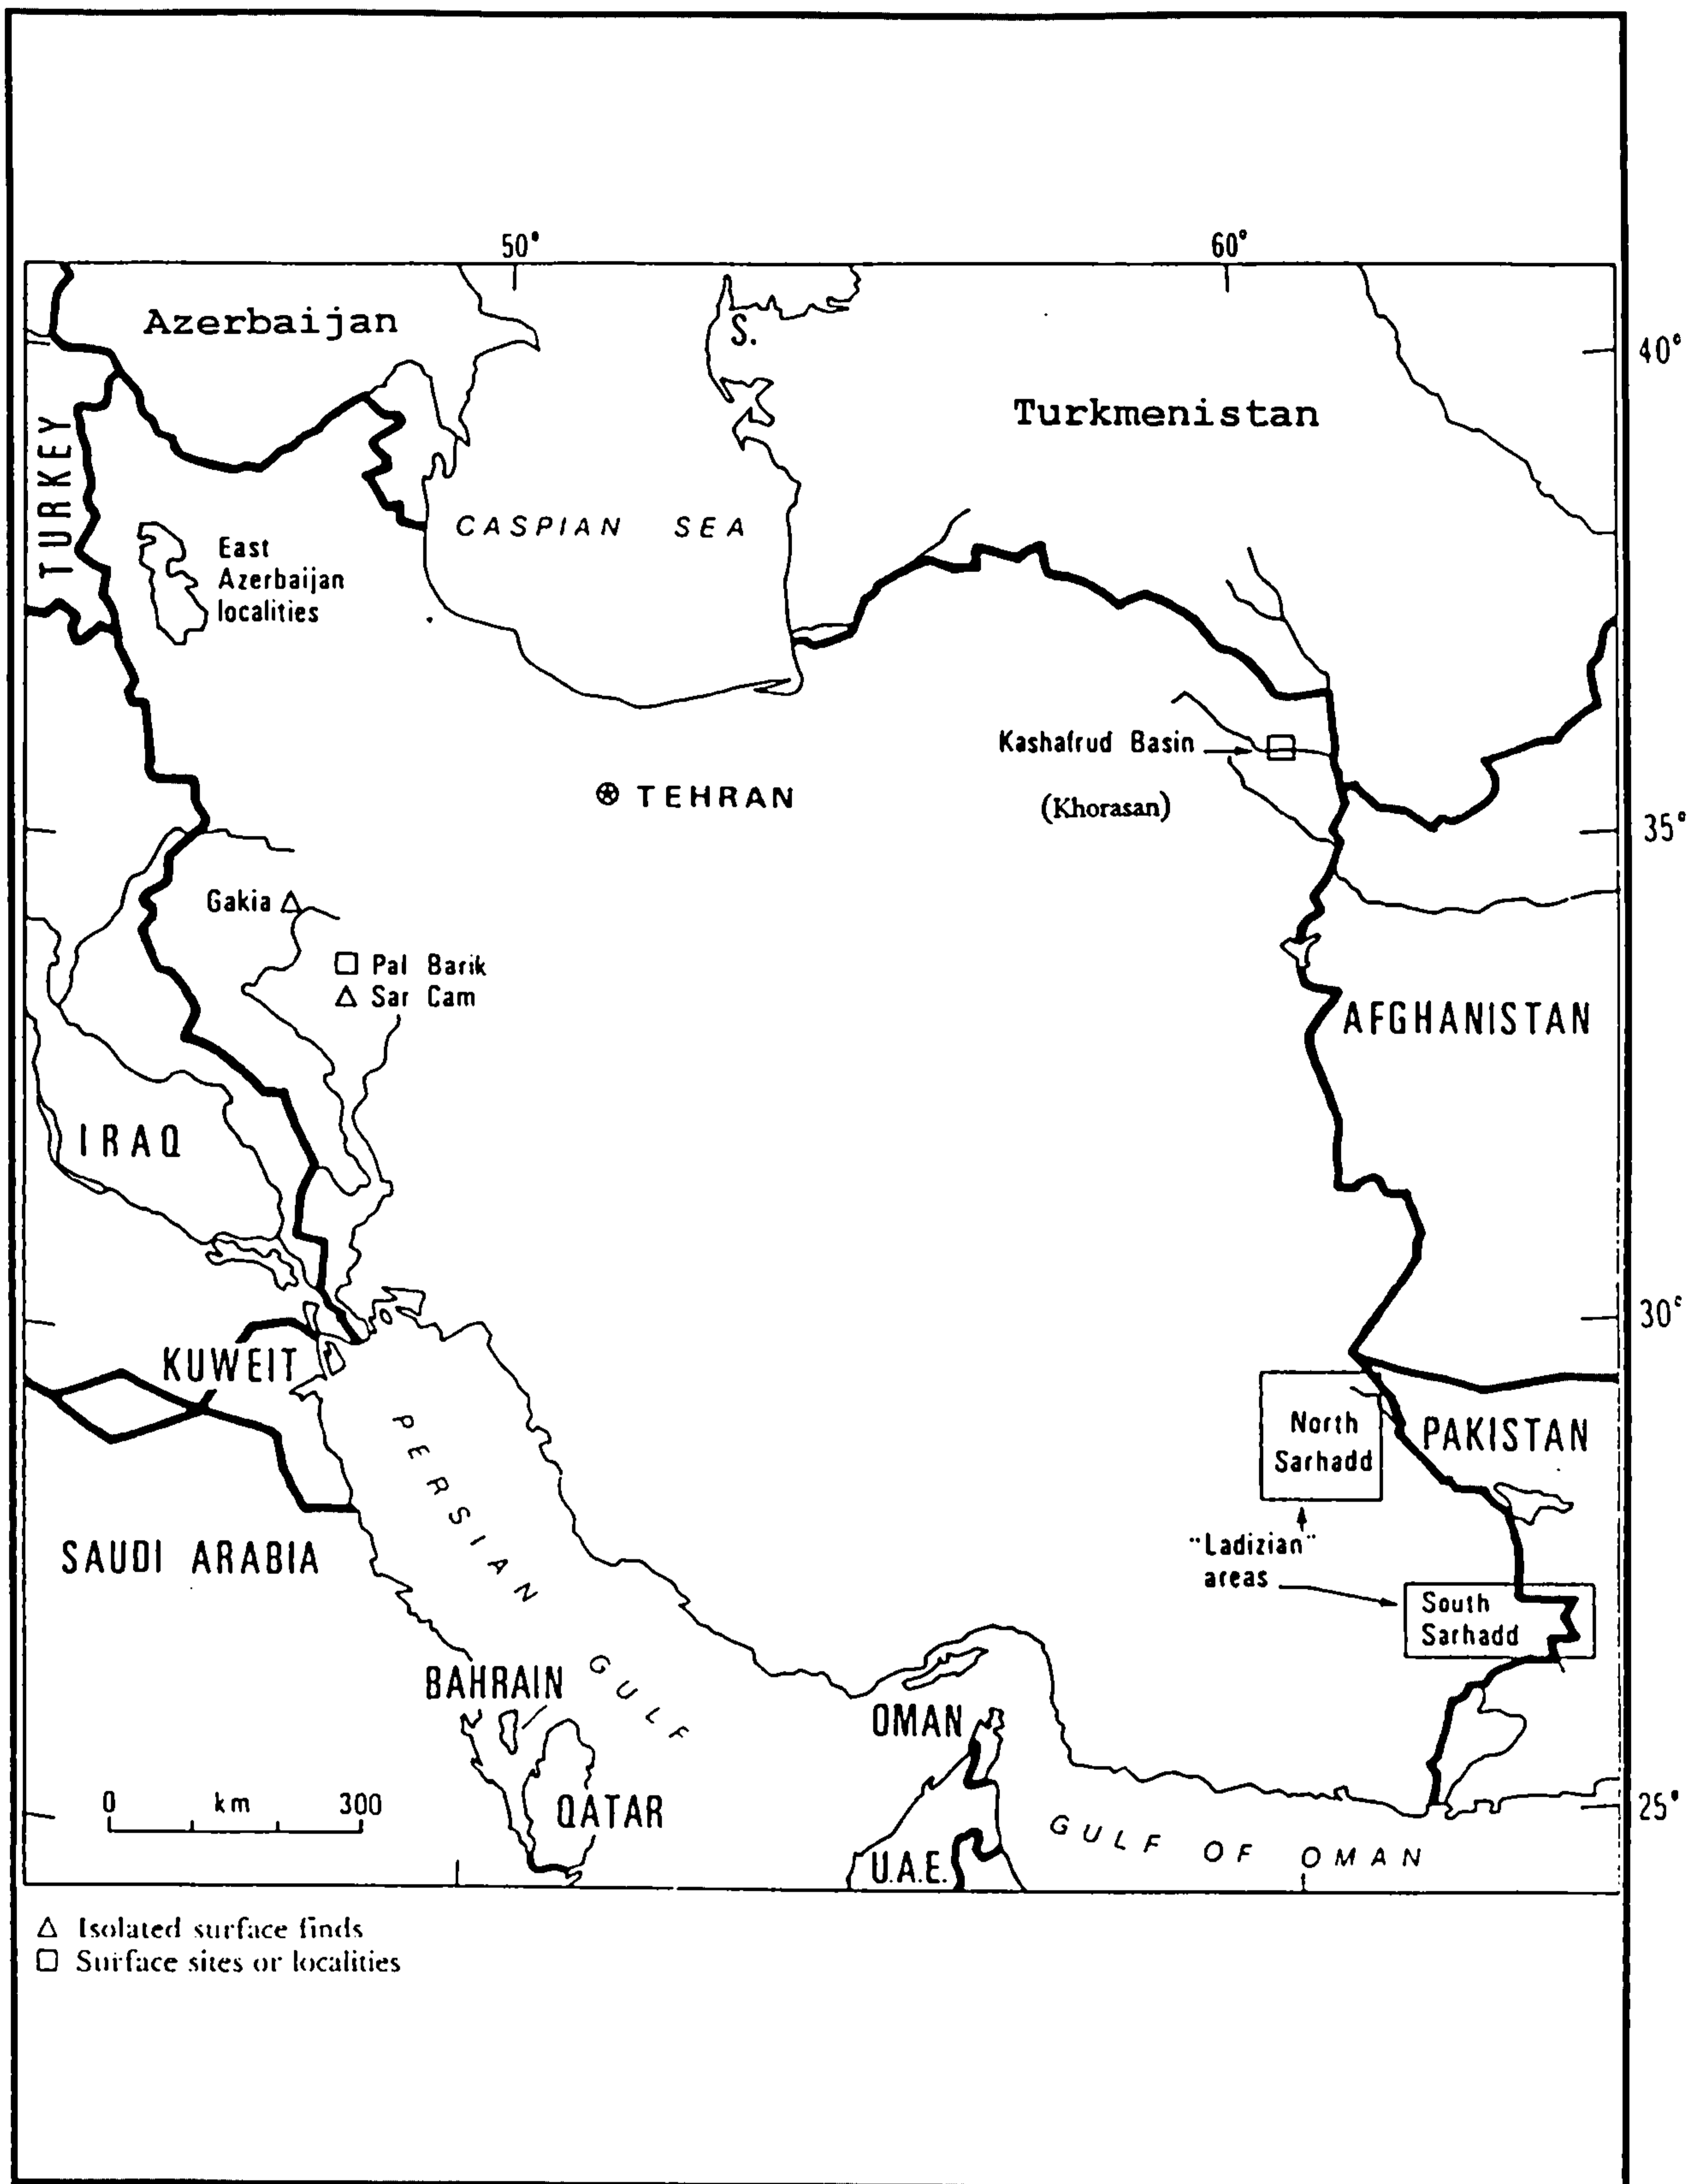 50°
60°
Azerbaijan
S.
40°
Turkmenistan
TURKEY
CASPIAN SEA
East
Azerbaijan
localities
Kashafrud Basin
(Khorasan)
TEHRAN
35°
Gakia
Pal Barik
Sar Cam
AFGHANISTAN
IRAQ
30°
KUWEIT
North
Sarhadd
PAKISTAN
PERSIAN GULF
SAUDI ARABIA
"Ladizian"
areas
South
Sarhadd
BAHRAIN
OMAN
0 km 300
QATAR
25°
U.A.E.
GULF OF OMAN
Isolated surface finds
Surface sites or localities